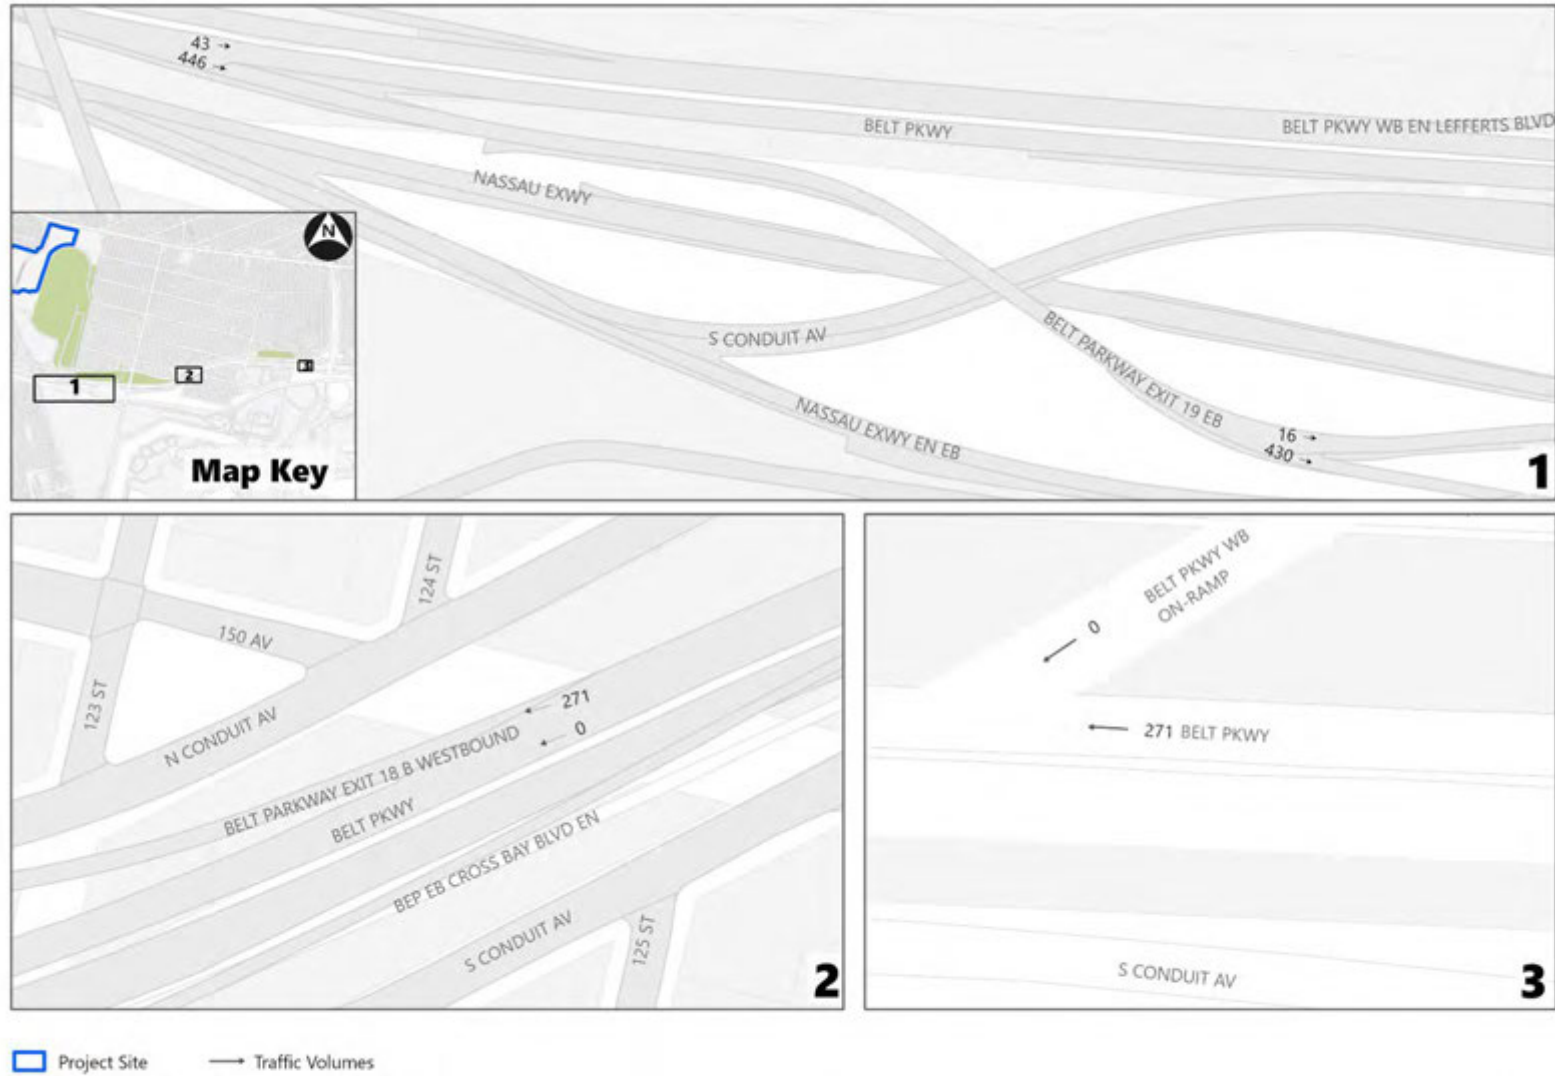 43
446
BELT PKWY
BELT PKWY WB EN LEFFERTS BLVD
NASSAU EXWY
S CONDUIT AV
BELT PARKWAY EXIT 19 EB
NASSAU EXWY EN EB
16
430
1
N
1
2
3
Map Key
124 ST
150 AV
123 ST
N CONDUIT AV
271
0
BELT PARKWAY EXIT 18 B WESTBOUND
BELT PKWY
BEP EB CROSS BAY BLVD EN
S CONDUIT AV
125 ST
2
BELT PKWY WB
ON-RAMP
0
271 BELT PKWY
S CONDUIT AV
3
Project Site
Traffic Volumes